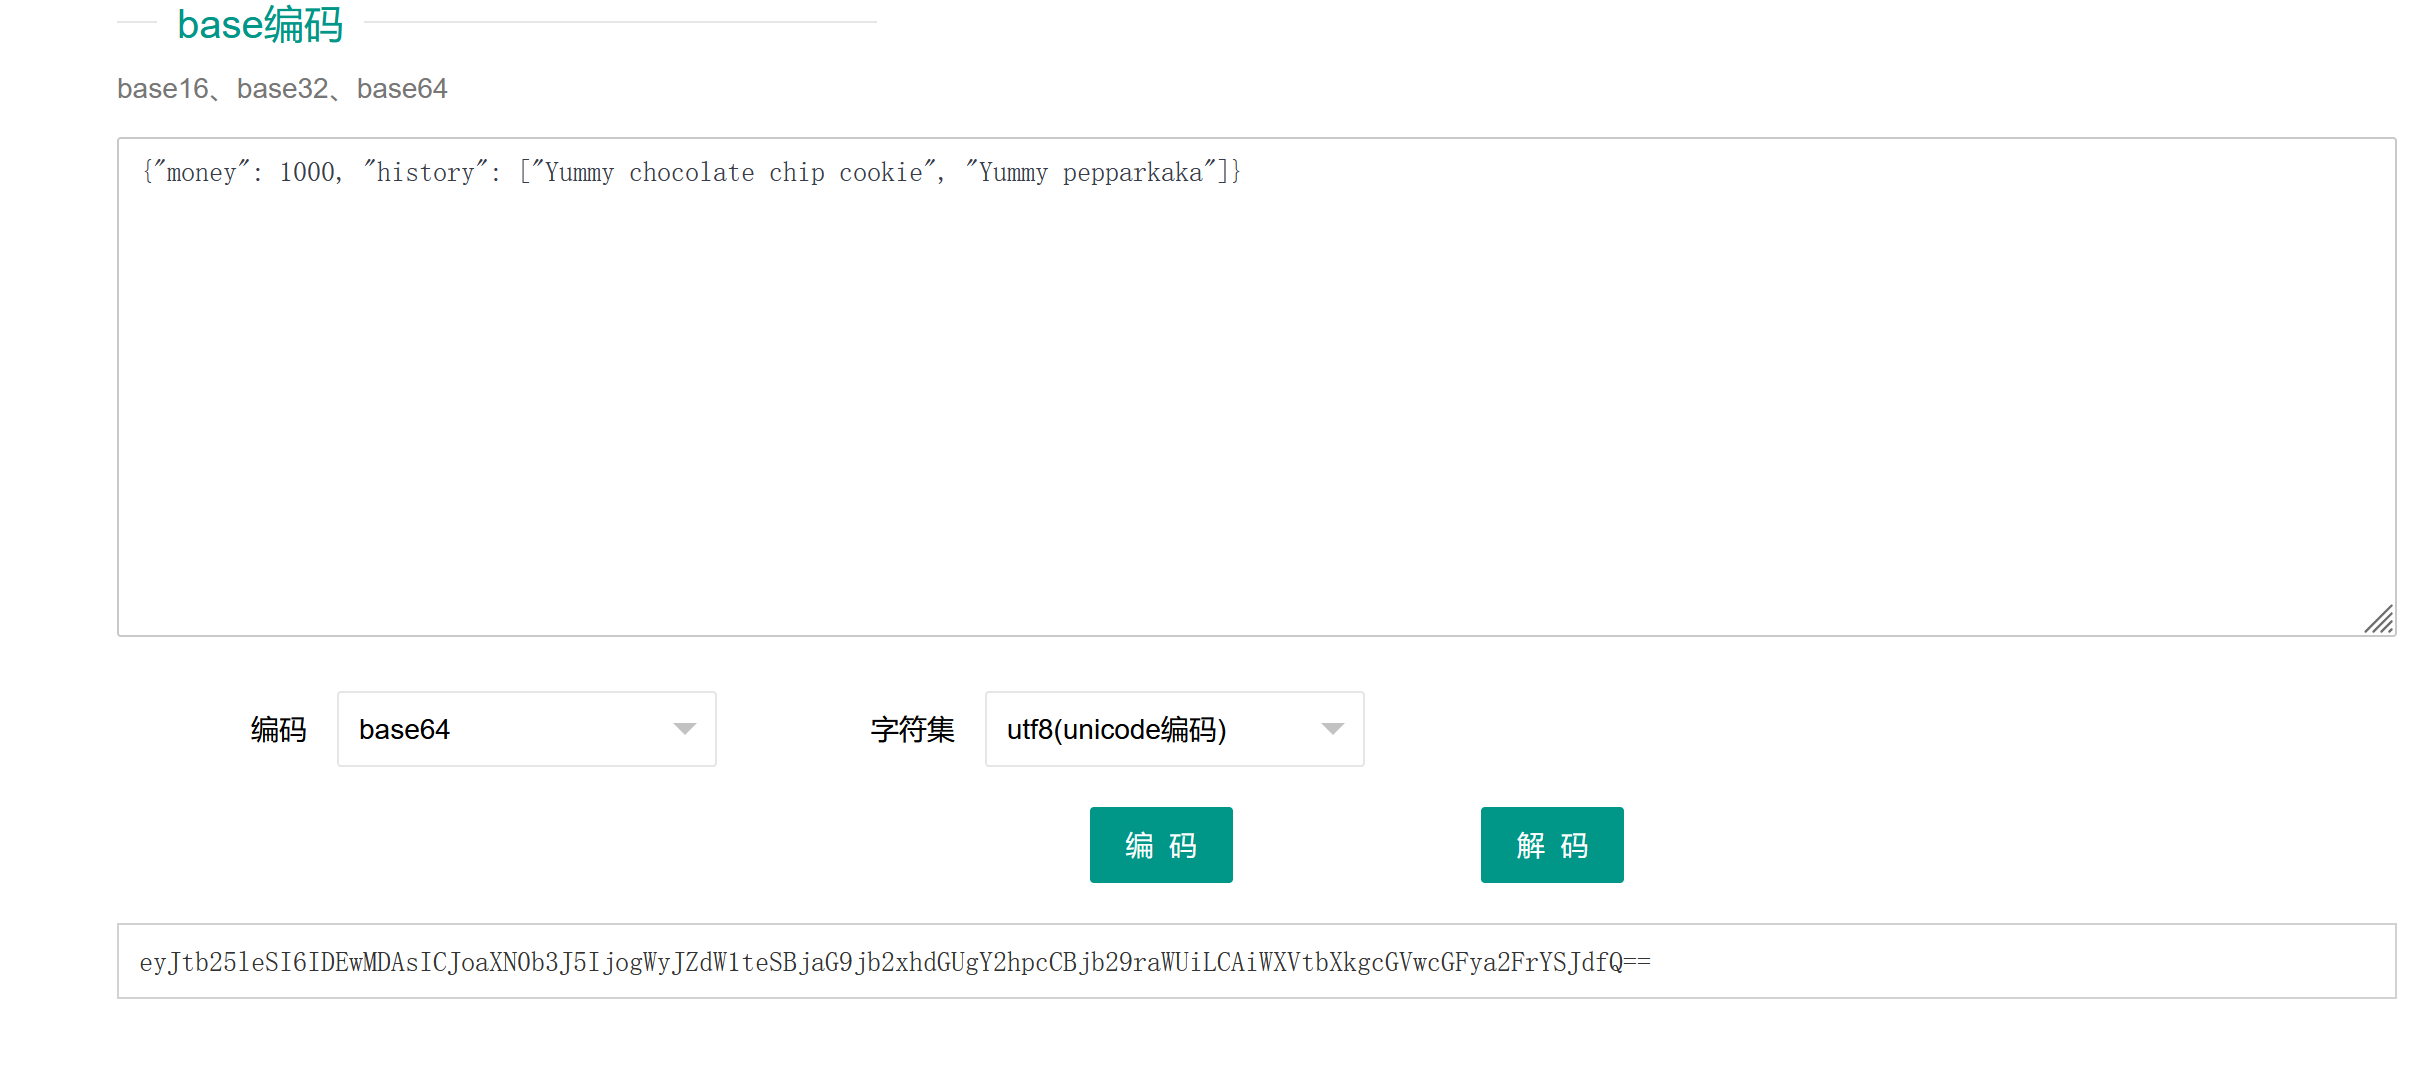 base编码
base16、base32、base64
{"money": 1000, "history": ["Yummy chocolate chip cookie", "Yummy pepparkaka"]}
编码 base64 字符集 utf8(unicode编码)
编 码 解 码
eyJtb25leSI6IDEwMDAsICJoaXN0b3J5IjogWyJZdW1teSBjaG9jb2xhdGUgY2hpcCBjb29raWUiLCAiWXVtbXkgcGVwcGFya2FrYSJdfQ==